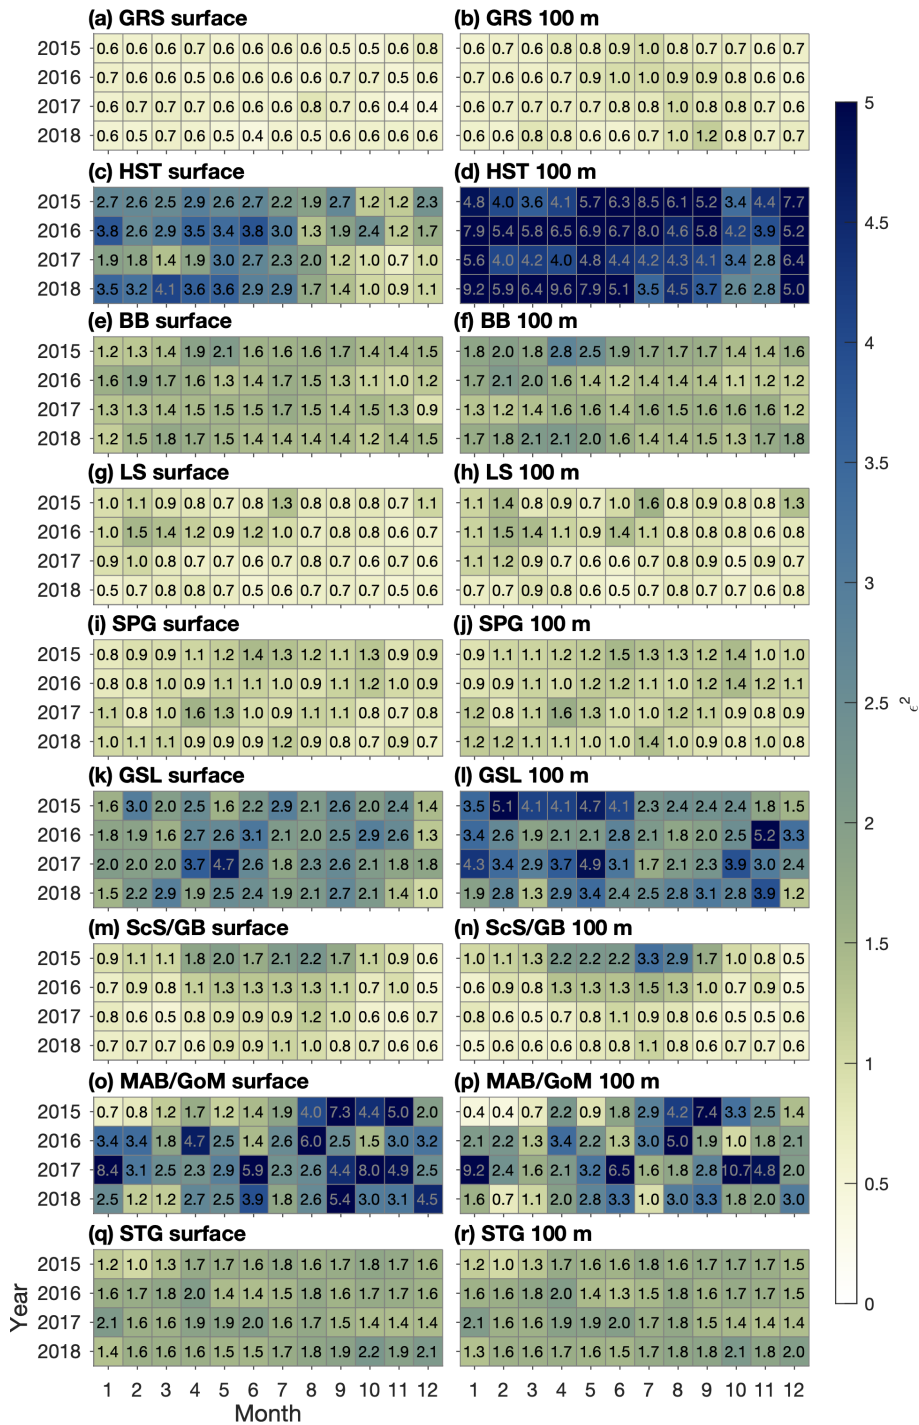 (a) GRS surface
2015 0.6 0.6 0.6 0.7 0.6 0.6 0.6 0.6 0.5 0.5 0.6 0.8
2016 0.7 0.6 0.6 0.5 0.6 0.6 0.6 0.6 0.7 0.7 0.5 0.6
2017 0.6 0.7 0.7 0.7 0.6 0.6 0.6 0.8 0.7 0.6 0.4 0.4
2018 0.6 0.5 0.7 0.6 0.5 0.4 0.6 0.5 0.6 0.6 0.6 0.6
(b) GRS 100 m
0.6 0.7 0.6 0.8 0.8 0.9 1.0 0.8 0.7 0.7 0.6 0.7
0.7 0.6 0.6 0.7 0.9 1.0 1.0 0.9 0.9 0.8 0.6 0.6
0.6 0.7 0.7 0.7 0.7 0.8 0.8 1.0 0.8 0.8 0.7 0.6
0.6 0.6 0.8 0.8 0.6 0.6 0.7 1.0 1.2 0.8 0.7 0.7
(c) HST surface
2015 2.7 2.6 2.5 2.9 2.6 2.7 2.2 1.9 2.7 1.2 1.2 2.3
2016 3.8 2.6 2.9 3.5 3.4 3.8 3.0 1.3 1.9 2.4 1.2 1.7
2017 1.9 1.8 1.4 1.9 3.0 2.7 2.3 2.0 1.2 1.0 0.7 1.0
2018 3.5 3.2 4.1 3.6 3.6 2.9 2.9 1.7 1.4 1.0 0.9 1.1
(d) HST 100 m
4.8 4.0 3.6 4.1 5.7 6.3 8.5 6.1 5.2 3.4 4.4 7.7
7.9 5.4 5.8 6.5 6.9 6.7 8.0 4.6 5.8 4.2 3.9 5.2
5.6 4.0 4.2 4.0 4.8 4.4 4.2 4.3 4.1 3.4 2.8 6.4
9.2 5.9 6.4 9.6 7.9 5.1 3.5 4.5 3.7 2.6 2.8 5.0
(e) BB surface
2015 1.2 1.3 1.4 1.9 2.1 1.6 1.6 1.6 1.7 1.4 1.4 1.5
2016 1.6 1.9 1.7 1.6 1.3 1.4 1.7 1.5 1.3 1.1 1.0 1.2
2017 1.3 1.3 1.4 1.5 1.5 1.5 1.7 1.5 1.4 1.5 1.3 0.9
2018 1.2 1.5 1.8 1.7 1.5 1.4 1.4 1.4 1.4 1.2 1.4 1.5
(f) BB 100 m
1.8 2.0 1.8 2.8 2.5 1.9 1.7 1.7 1.7 1.4 1.4 1.6
1.7 2.1 2.0 1.6 1.4 1.2 1.4 1.4 1.4 1.1 1.2 1.2
1.3 1.2 1.4 1.6 1.6 1.4 1.6 1.5 1.6 1.6 1.6 1.2
1.7 1.8 2.1 2.1 2.0 1.6 1.4 1.4 1.5 1.3 1.7 1.8
(g) LS surface
2015 1.0 1.1 0.9 0.8 0.7 0.8 1.3 0.8 0.8 0.8 0.7 1.1
2016 1.0 1.5 1.4 1.2 0.9 1.2 1.0 0.7 0.8 0.8 0.6 0.7
2017 0.9 1.0 0.8 0.7 0.7 0.6 0.7 0.8 0.7 0.6 0.7 0.6
2018 0.5 0.7 0.8 0.8 0.7 0.5 0.6 0.7 0.7 0.7 0.5 0.6
(h) LS 100 m
1.1 1.4 0.8 0.9 0.7 1.0 1.6 0.8 0.9 0.8 0.8 1.3
1.1 1.5 1.4 1.1 0.9 1.4 1.1 0.8 0.8 0.8 0.6 0.8
1.1 1.2 0.9 0.7 0.6 0.6 0.7 0.8 0.9 0.5 0.9 0.7
0.7 0.7 0.9 0.8 0.6 0.5 0.7 0.8 0.7 0.7 0.6 0.8
(i) SPG surface
2015 0.8 0.9 0.9 1.1 1.2 1.4 1.3 1.2 1.1 1.3 0.9 0.9
2016 0.8 0.8 1.0 0.9 1.1 1.1 1.0 0.9 1.1 1.2 1.0 0.9
2017 1.1 0.8 1.0 1.6 1.3 1.0 0.9 1.1 1.1 0.8 0.7 0.8
2018 1.0 1.1 1.1 0.9 0.9 0.9 1.2 0.9 0.8 0.7 0.9 0.7
(j) SPG 100 m
0.9 1.1 1.1 1.2 1.2 1.5 1.3 1.3 1.2 1.4 1.0 1.0
0.9 0.9 1.1 1.0 1.2 1.2 1.1 1.0 1.2 1.4 1.2 1.1
1.2 0.8 1.1 1.6 1.3 1.0 1.0 1.2 1.1 0.9 0.8 0.9
1.2 1.2 1.1 1.1 1.0 1.0 1.4 1.0 0.9 0.8 1.0 0.8
(k) GSL surface
2015 1.6 3.0 2.0 2.5 1.6 2.2 2.9 2.1 2.6 2.0 2.4 1.4
2016 1.8 1.9 1.6 2.7 2.6 3.1 2.1 2.0 2.5 2.9 2.6 1.3
2017 2.0 2.0 2.0 3.7 4.7 2.6 1.8 2.3 2.6 2.1 1.8 1.8
2018 1.5 2.2 2.9 1.9 2.5 2.4 1.9 2.1 2.7 2.1 1.4 1.0
(l) GSL 100 m
3.5 5.1 4.1 4.1 4.7 4.1 2.3 2.4 2.4 2.4 1.8 1.5
3.4 2.6 1.9 2.1 2.1 2.8 2.1 1.8 2.0 2.5 5.2 3.3
4.3 3.4 2.9 3.7 4.9 3.1 1.7 2.1 2.3 3.9 3.0 2.4
1.9 2.8 1.3 2.9 3.4 2.4 2.5 2.8 3.1 2.8 3.9 1.2
(m) ScS/GB surface
2015 0.9 1.1 1.1 1.8 2.0 1.7 2.1 2.2 1.7 1.1 0.9 0.6
2016 0.7 0.9 0.8 1.1 1.3 1.3 1.3 1.3 1.1 0.7 1.0 0.5
2017 0.8 0.6 0.5 0.8 0.9 0.9 0.9 1.2 1.0 0.6 0.6 0.7
2018 0.7 0.7 0.7 0.6 0.7 0.9 1.1 1.0 0.8 0.7 0.6 0.6
(n) ScS/GB 100 m
1.0 1.1 1.3 2.2 2.2 2.2 3.3 2.9 1.7 1.0 0.8 0.5
0.6 0.9 0.8 1.3 1.3 1.3 1.5 1.3 1.0 0.7 0.9 0.5
0.8 0.6 0.5 0.7 0.8 1.1 0.9 0.8 0.6 0.5 0.5 0.6
0.5 0.6 0.6 0.6 0.8 0.8 1.1 0.8 0.6 0.7 0.6 0.6
(o) MAB/GoM surface
2015 0.7 0.8 1.2 1.7 1.2 1.4 1.9 4.0 7.3 4.4 5.0 2.0
2016 3.4 3.4 1.8 4.7 2.5 1.4 2.6 6.0 2.5 1.5 3.0 3.2
2017 8.4 3.1 2.5 2.3 2.9 5.9 2.3 2.6 4.4 8.0 4.9 2.5
2018 2.5 1.2 1.2 2.7 2.5 3.9 1.8 2.6 5.4 3.0 3.1 4.5
(p) MAB/GoM 100 m
0.4 0.4 0.7 2.2 0.9 1.8 2.9 4.2 7.4 3.3 2.5 1.4
2.1 2.2 1.3 3.4 2.2 1.3 3.0 5.0 1.9 1.0 1.8 2.1
9.2 2.4 1.6 2.1 3.2 6.5 1.6 1.8 2.8 10.7 4.8 2.0
1.6 0.7 1.1 2.0 2.8 3.3 1.0 3.0 3.3 1.8 2.0 3.0
(q) STG surface
2015 1.2 1.0 1.3 1.7 1.7 1.6 1.8 1.6 1.7 1.8 1.7 1.6
2016 1.6 1.7 1.8 2.0 1.4 1.4 1.5 1.8 1.6 1.7 1.7 1.6
2017 2.1 1.6 1.6 1.9 1.9 2.0 1.6 1.7 1.5 1.4 1.4 1.4
2018 1.4 1.6 1.6 1.6 1.5 1.5 1.7 1.8 1.9 2.2 1.9 2.1
(r) STG 100 m
1.2 1.0 1.3 1.7 1.6 1.6 1.8 1.6 1.7 1.7 1.7 1.5
1.6 1.6 1.8 2.0 1.4 1.3 1.5 1.8 1.6 1.7 1.7 1.5
2.1 1.6 1.6 1.9 1.9 2.0 1.7 1.8 1.5 1.4 1.4 1.4
1.3 1.6 1.6 1.6 1.6 1.5 1.7 1.8 1.8 2.1 1.8 2.0
1 2 3 4 5 6 7 8 9 10 11 12
1 2 3 4 5 6 7 8 9 10 11 12
Month
Year
5
4.5
4
3.5
3
2.5
2
1.5
1
0.5
0
ϵ²